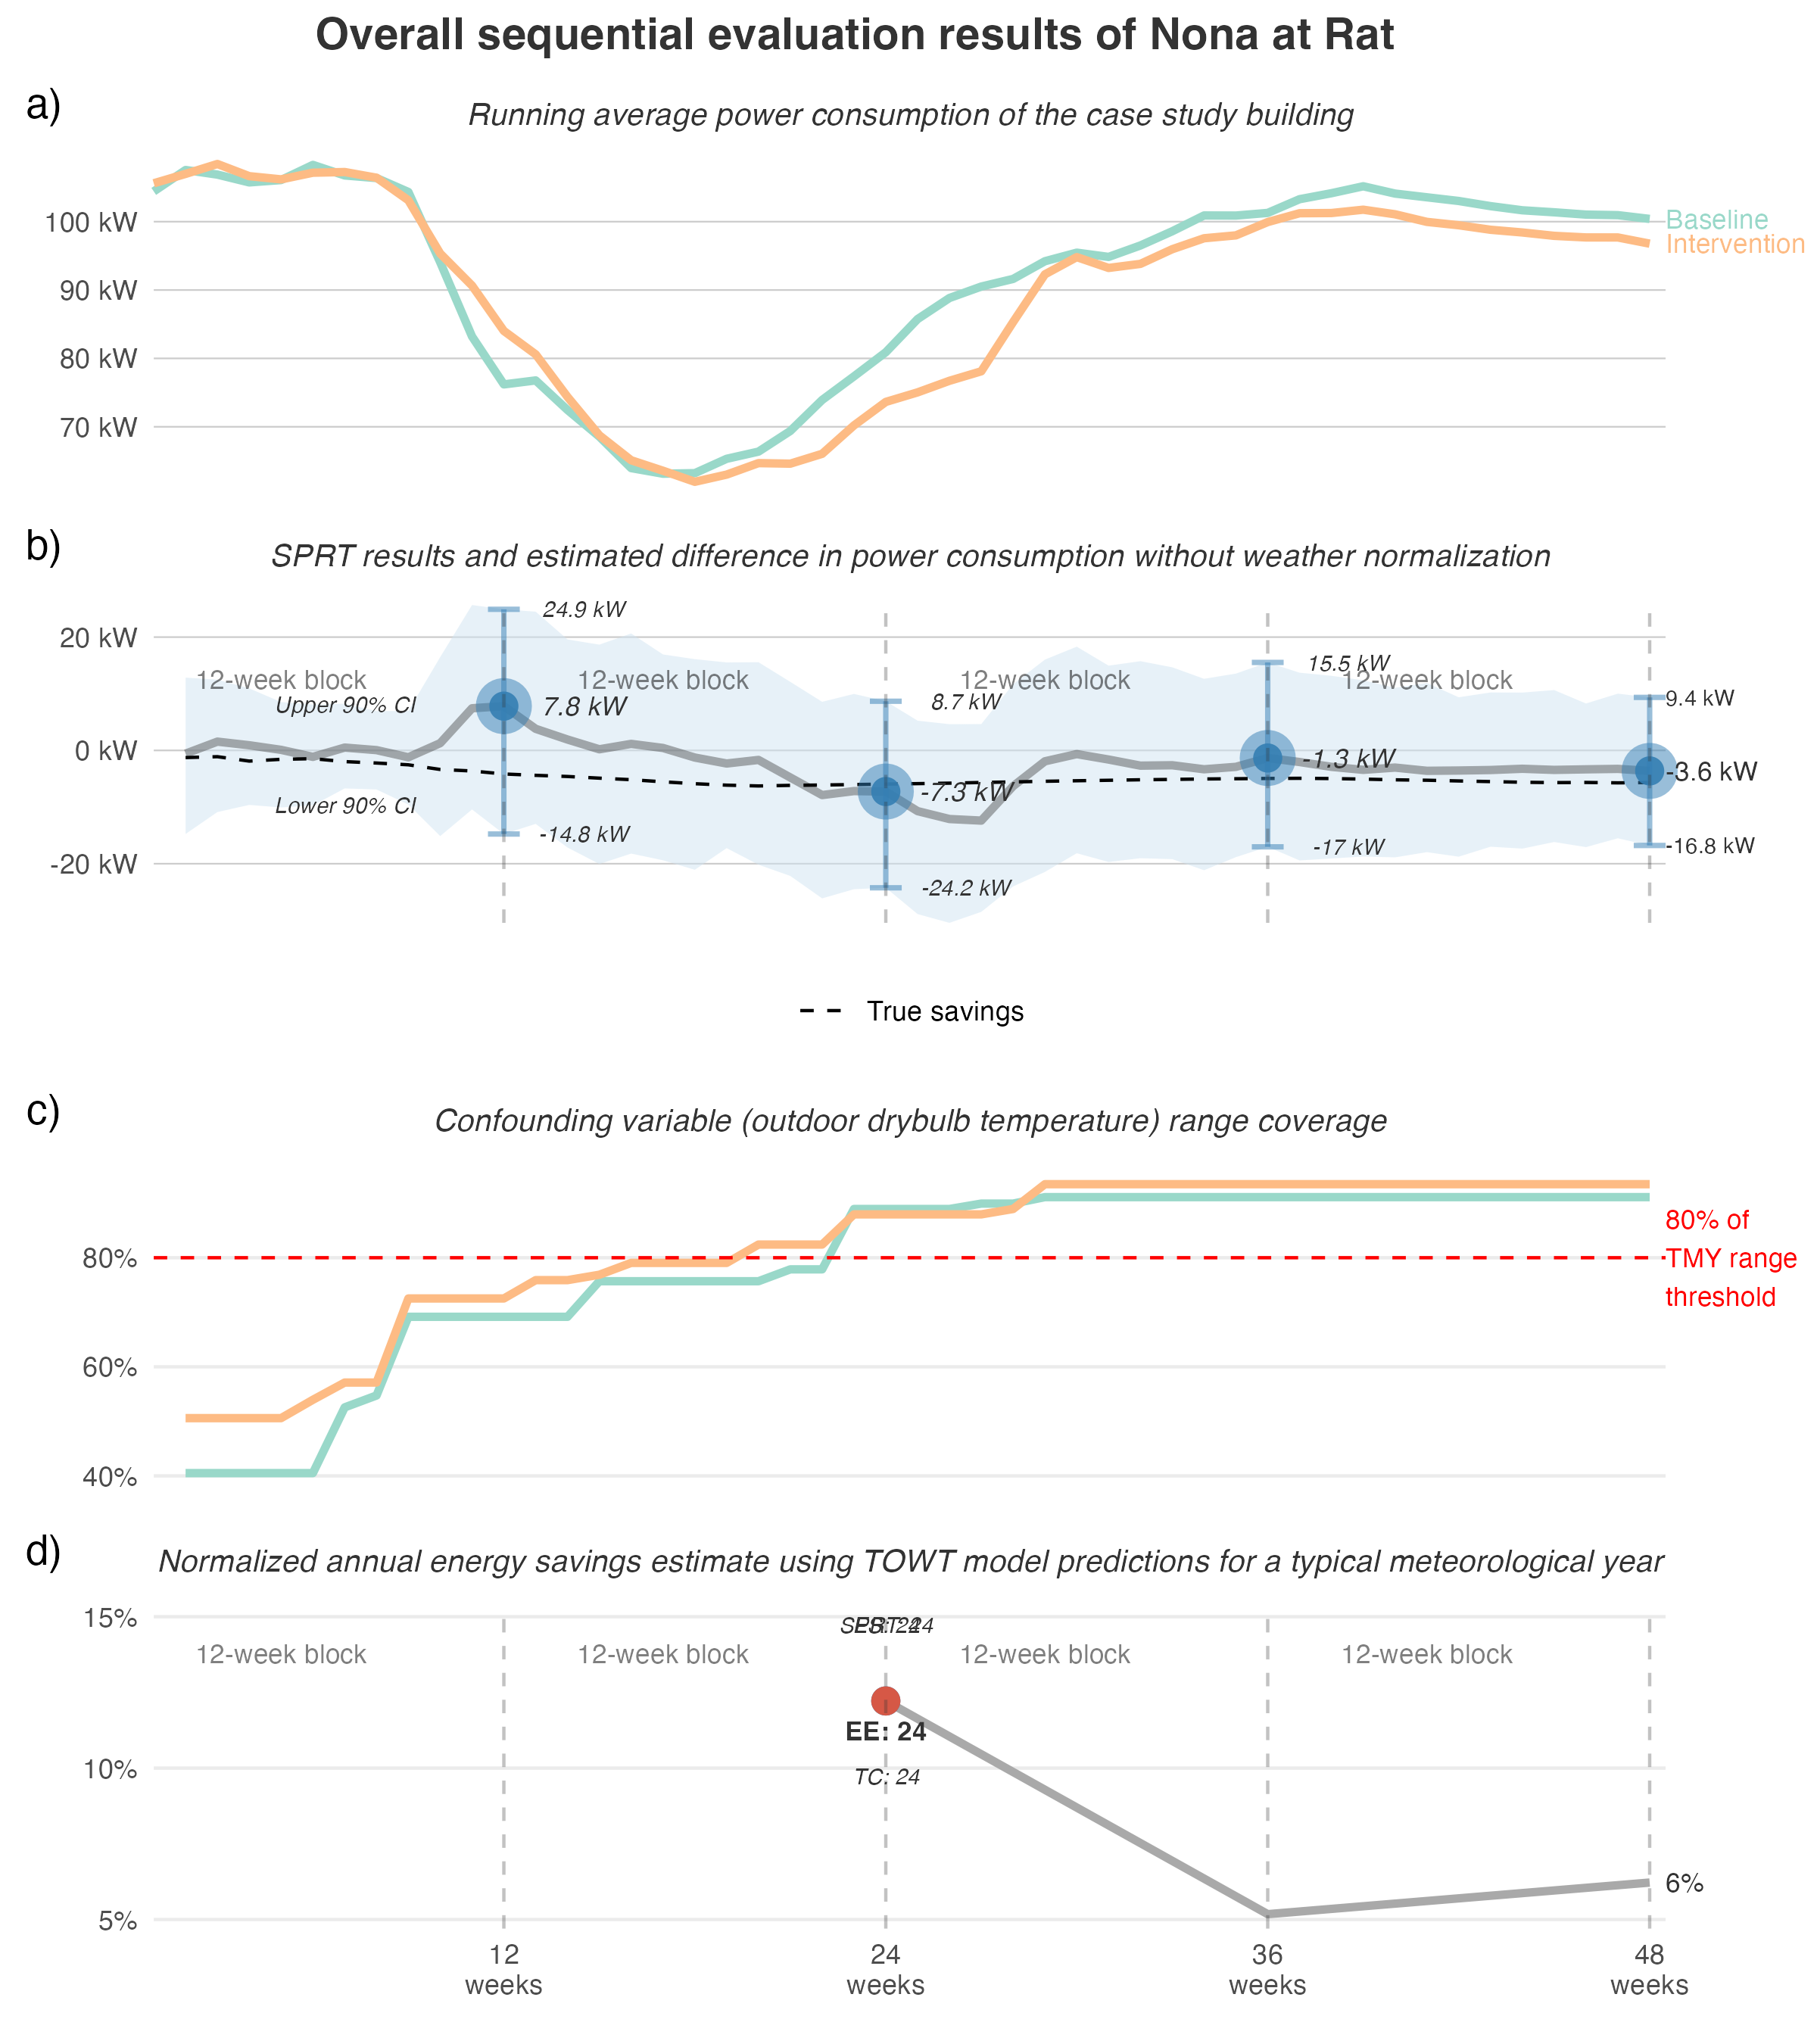 Overall sequential evaluation results of Nona at Rat
a)
Running average power consumption of the case study building
100 kW
90 kW
80 kW
70 kW
Baseline
Intervention
b)
SPRT results and estimated difference in power consumption without weather normalization
20 kW
0 kW
-20 kW
12-week block
12-week block
12-week block
12-week block
Upper 90% CI
Lower 90% CI
24.9 kW
7.8 kW
-14.8 kW
8.7 kW
-7.3 kW
-24.2 kW
15.5 kW
-1.3 kW
-17 kW
9.4 kW
-3.6 kW
-16.8 kW
True savings
c)
Confounding variable (outdoor drybulb temperature) range coverage
80%
60%
40%
80% of
TMY range
threshold
d)
Normalized annual energy savings estimate using TOWT model predictions for a typical meteorological year
15%
10%
5%
12-week block
12-week block
12-week block
12-week block
EE: 24
TC: 24
6%
12
weeks
24
weeks
36
weeks
48
weeks